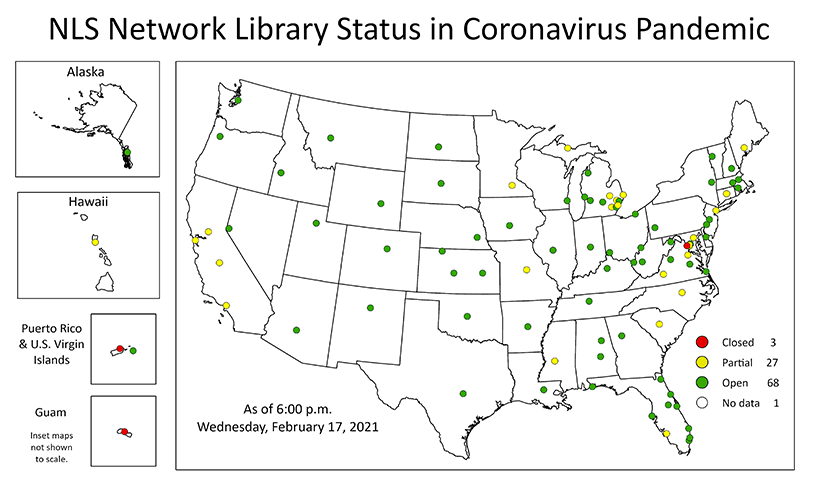 NLS Network Library Status in Coronavirus Pandemic
Alaska
Hawaii
Puerto Rico
& U.S. Virgin
Islands
Guam
Inset maps
not shown
to scale.
As of 6:00 p.m.
Wednesday, February 17, 2021
Closed 3
Partial 27
Open 68
No data 1